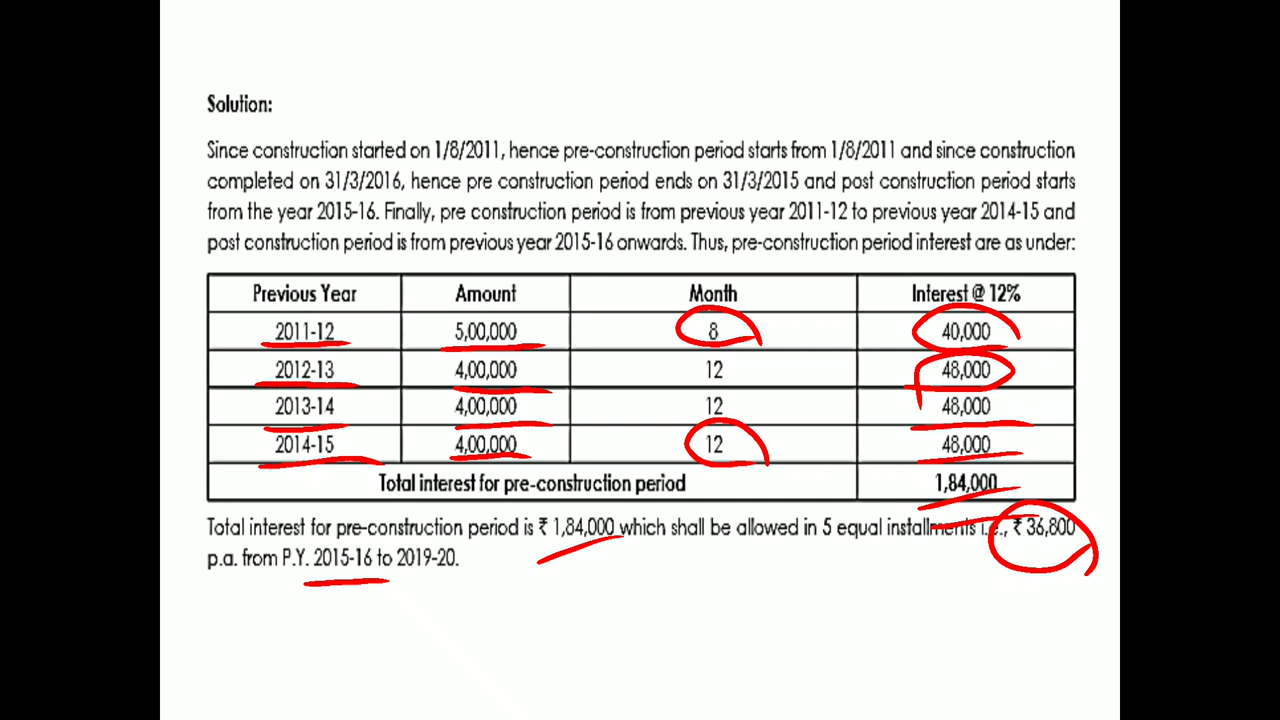 Solution:
Since construction started on 1/8/2011, hence pre-construction period starts from 1/8/2011 and since construction
completed on 31/3/2016, hence pre construction period ends on 31/3/2015 and post construction period starts
from the year 2015-16. Finally, pre construction period is from previous year 2011-12 to previous year 2014-15 and
post construction period is from previous year 2015-16 onwards. Thus, pre-construction period interest are as under:
Previous Year Amount Month Interest @ 12%
2011-12 5,00,000 8 40,000
2012-13 4,00,000 12 48,000
2013-14 4,00,000 12 48,000
2014-15 4,00,000 12 48,000
Total interest for pre-construction period 1,84,000
Total interest for pre-construction period is ₹ 1,84,000 which shall be allowed in 5 equal installments i.e., ₹ 36,800
p.a. from P.Y. 2015-16 to 2019-20.